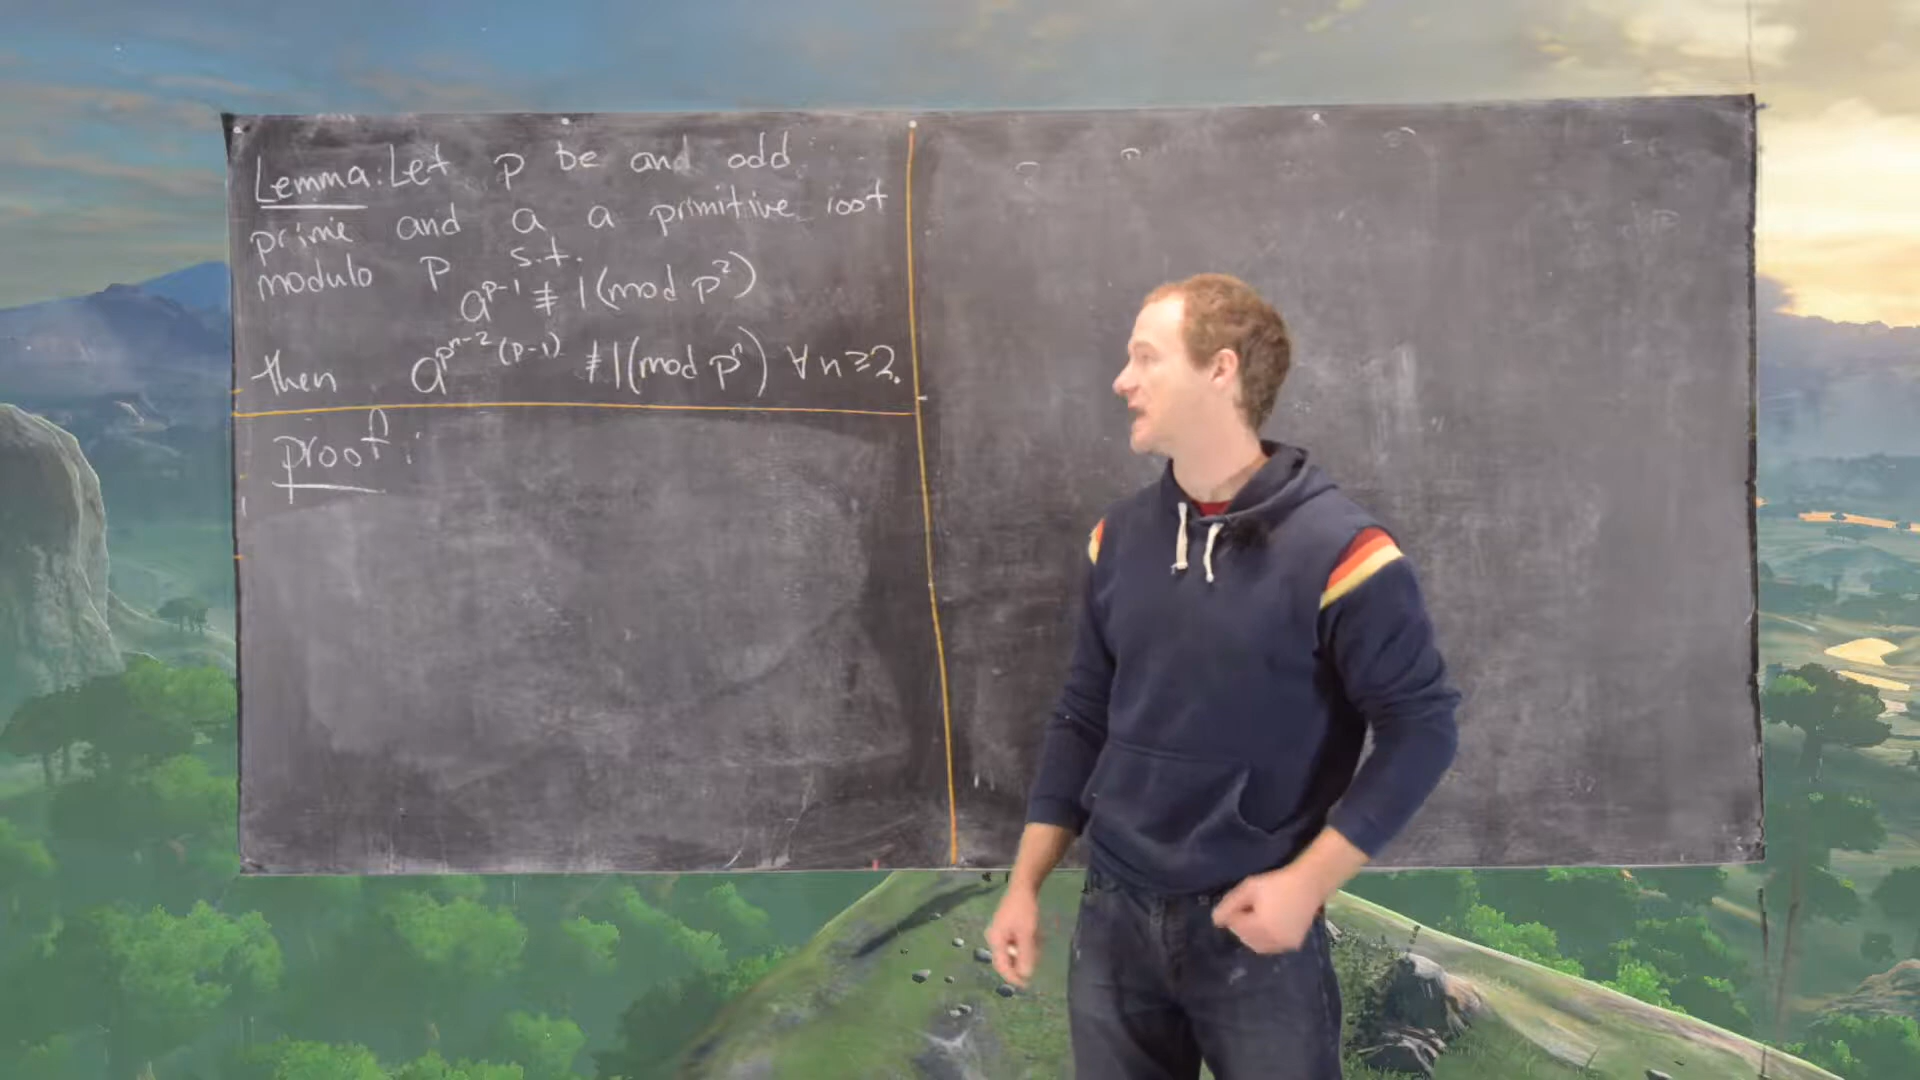 Lemma: Let p be and odd
prime and a a primitive root
modulo p s.t.
a^{p-1} ≢ 1 (mod p^2)
then a^{p^{n-2}(p-1)} ≢ 1 (mod p^n) ∀ n ≥ 2.
proof: